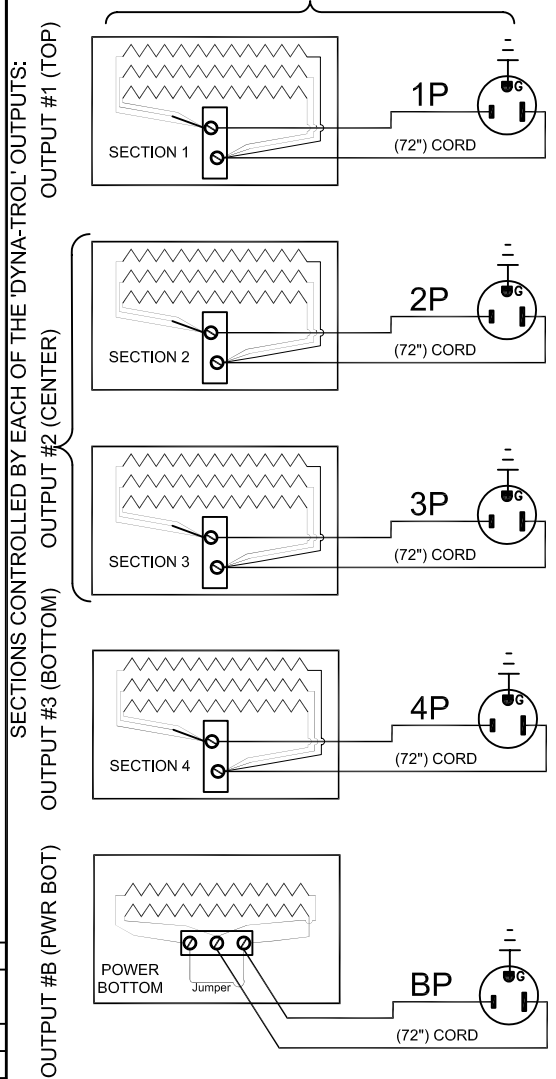 SECTIONS CONTROLLED BY EACH OF THE 'DYNA-TROL' OUTPUTS:
OUTPUT #1 (TOP)
SECTION 1
1P
(72") CORD
G
OUTPUT #2 (CENTER)
SECTION 2
2P
(72") CORD
G
SECTION 3
3P
(72") CORD
G
OUTPUT #3 (BOTTOM)
SECTION 4
4P
(72") CORD
G
OUTPUT #B (PWR BOT)
POWER
BOTTOM
Jumper
BP
(72") CORD
G